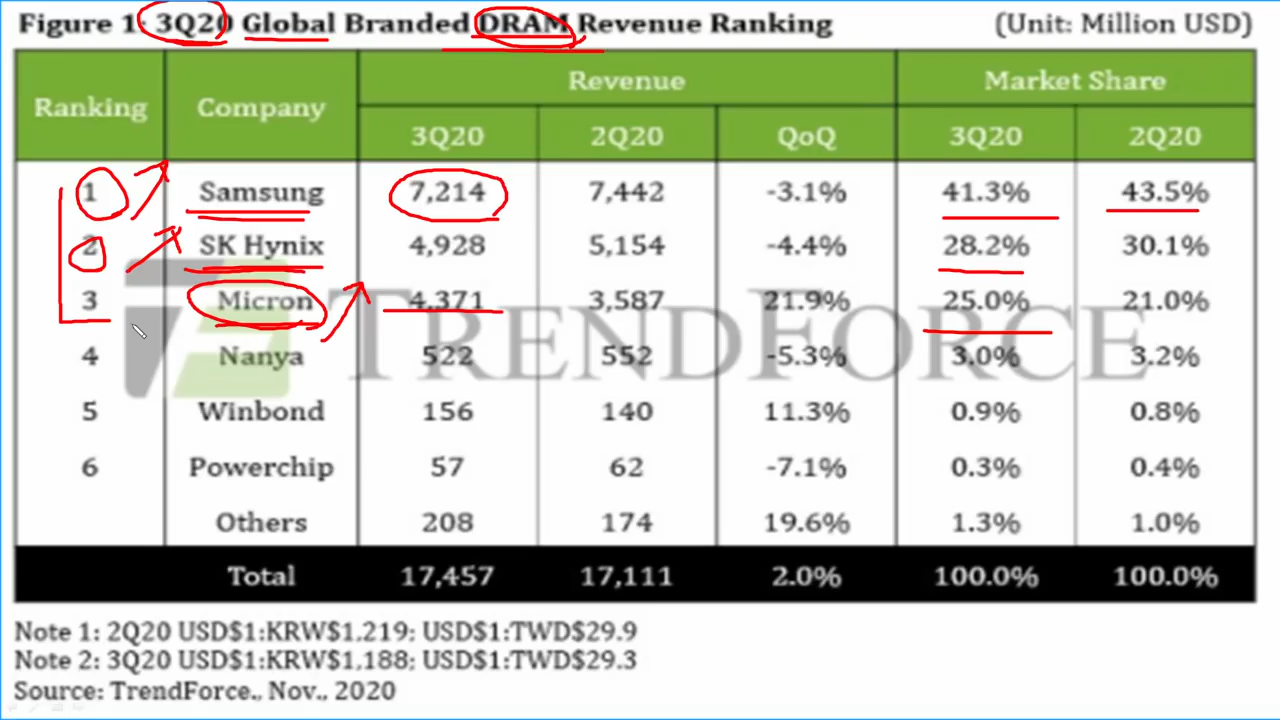 Figure 1: 3Q20 Global Branded DRAM Revenue Ranking (Unit: Million USD)
Ranking Company Revenue Market Share
3Q20 2Q20 QoQ 3Q20 2Q20
1 Samsung 7,214 7,442 -3.1% 41.3% 43.5%
2 SK Hynix 4,928 5,154 -4.4% 28.2% 30.1%
3 Micron 4,371 3,587 21.9% 25.0% 21.0%
TRENDFORCE
4 Nanya 522 552 -5.3% 3.0% 3.2%
5 Winbond 156 140 11.3% 0.9% 0.8%
6 Powerchip 57 62 -7.1% 0.3% 0.4%
Others 208 174 19.6% 1.3% 1.0%
Total 17,457 17,111 2.0% 100.0% 100.0%
Note 1: 2Q20 USD$1:KRW$1,219; USD$1:TWD$29.9
Note 2: 3Q20 USD$1:KRW$1,188; USD$1:TWD$29.3
Source: TrendForce., Nov., 2020